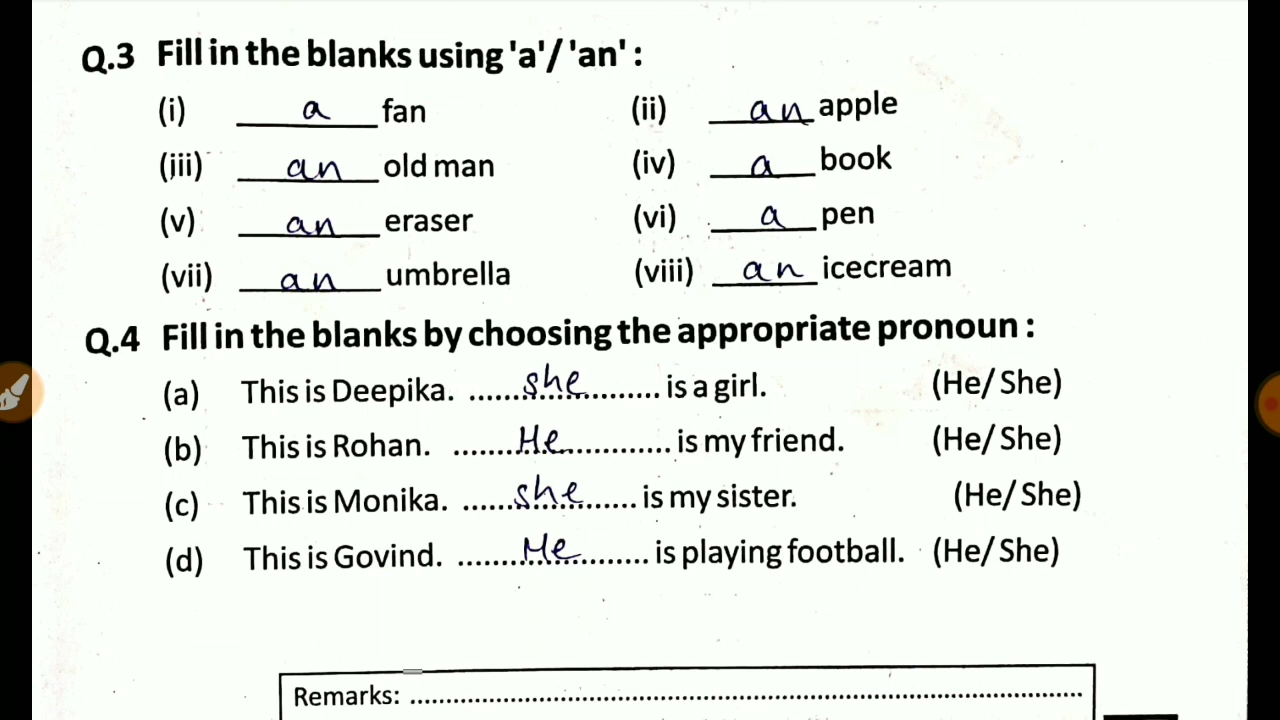 Q.3 Fill in the blanks using 'a'/ 'an' :
(i) a fan (ii) an apple
(iii) an old man (iv) a book
(v) an eraser (vi) a pen
(vii) an umbrella (viii) an icecream
Q.4 Fill in the blanks by choosing the appropriate pronoun :
(a) This is Deepika. ......she.......... is a girl. (He/ She)
(b) This is Rohan. .......He............ is my friend. (He/ She)
(c) This is Monika. ......she........ is my sister. (He/ She)
(d) This is Govind. .......He......... is playing football. (He/ She)
Remarks: ..........................................................................